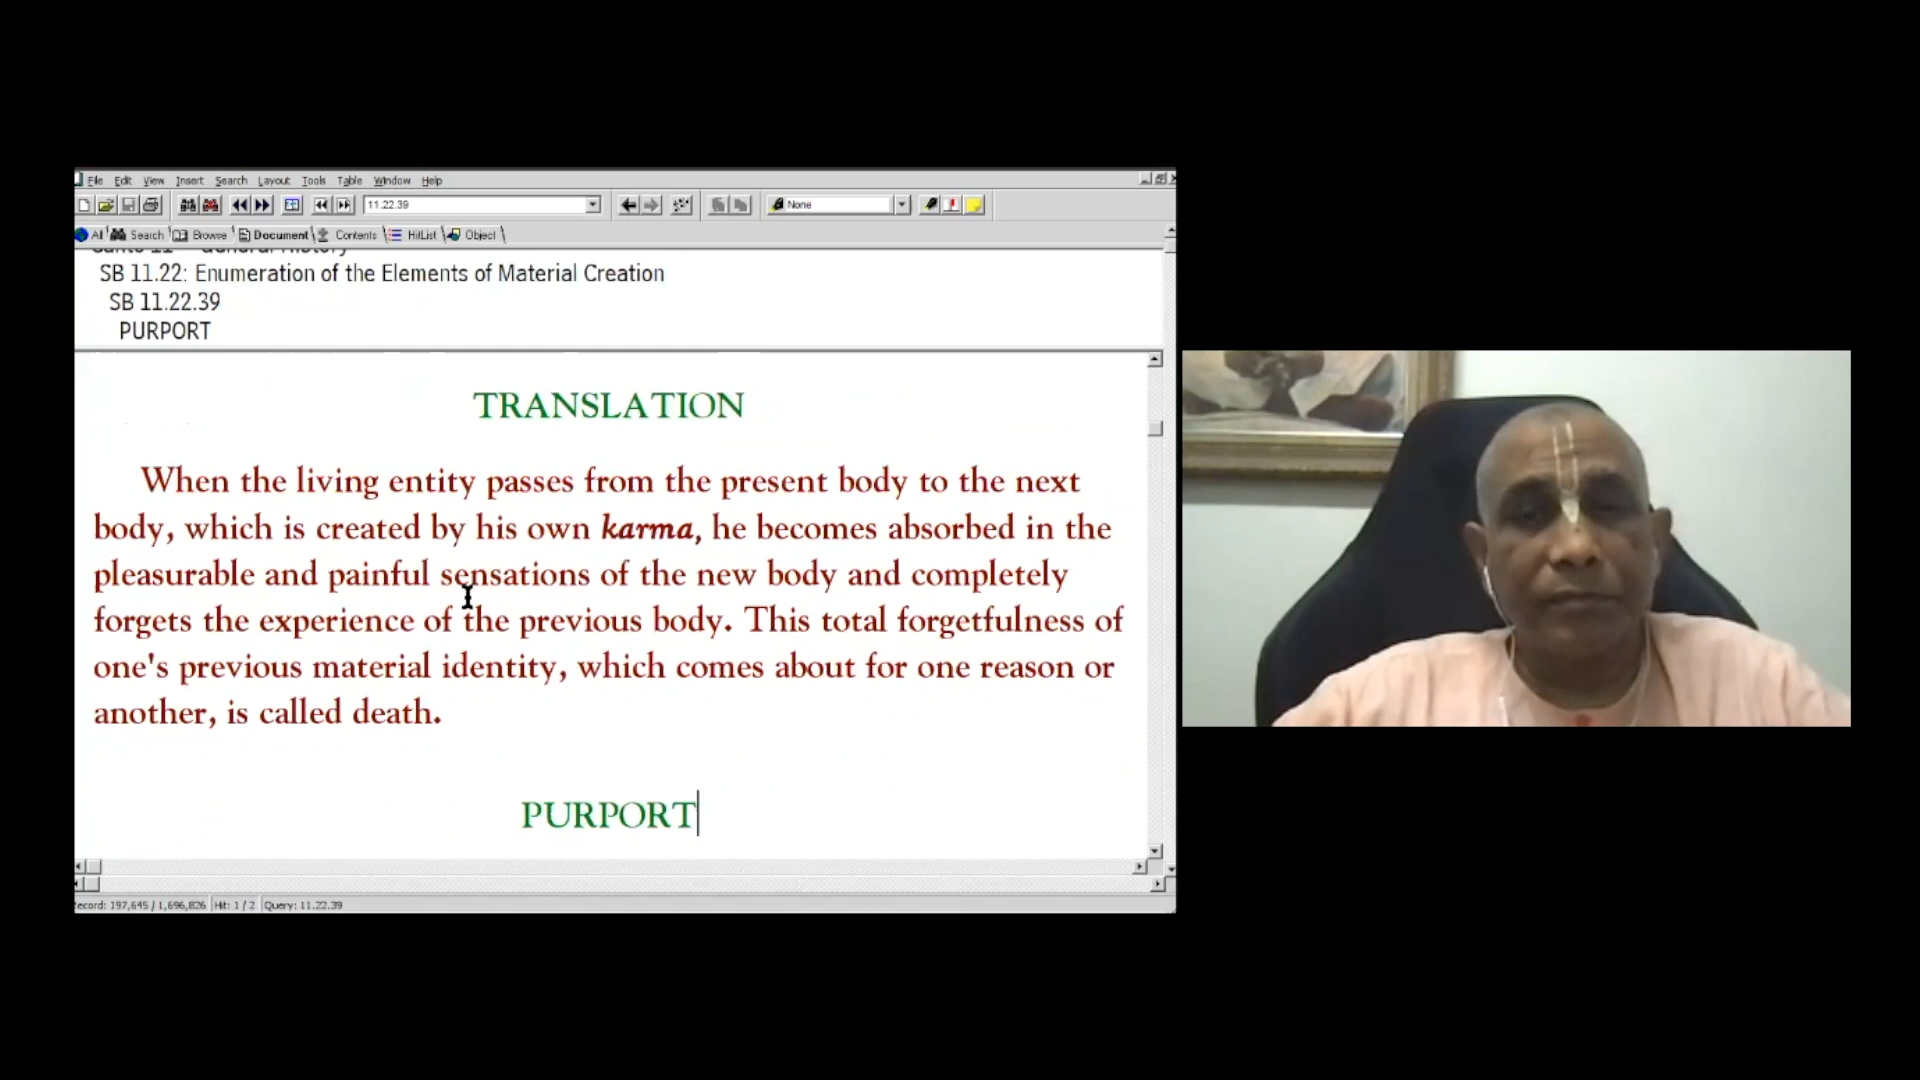 File Edit View Insert Search Layout Tools Table Window Help
11.22.39 None
All Search Browse Document Contents HitList Object
Canto 11 General History
SB 11.22: Enumeration of the Elements of Material Creation
SB 11.22.39
PURPORT
TRANSLATION
When the living entity passes from the present body to the next
body, which is created by his own karma, he becomes absorbed in the
pleasurable and painful sensations of the new body and completely
forgets the experience of the previous body. This total forgetfulness of
one's previous material identity, which comes about for one reason or
another, is called death.
PURPORT
ecord: 197,645 / 1,696,826 Hit: 1 / 2 Query: 11.22.39